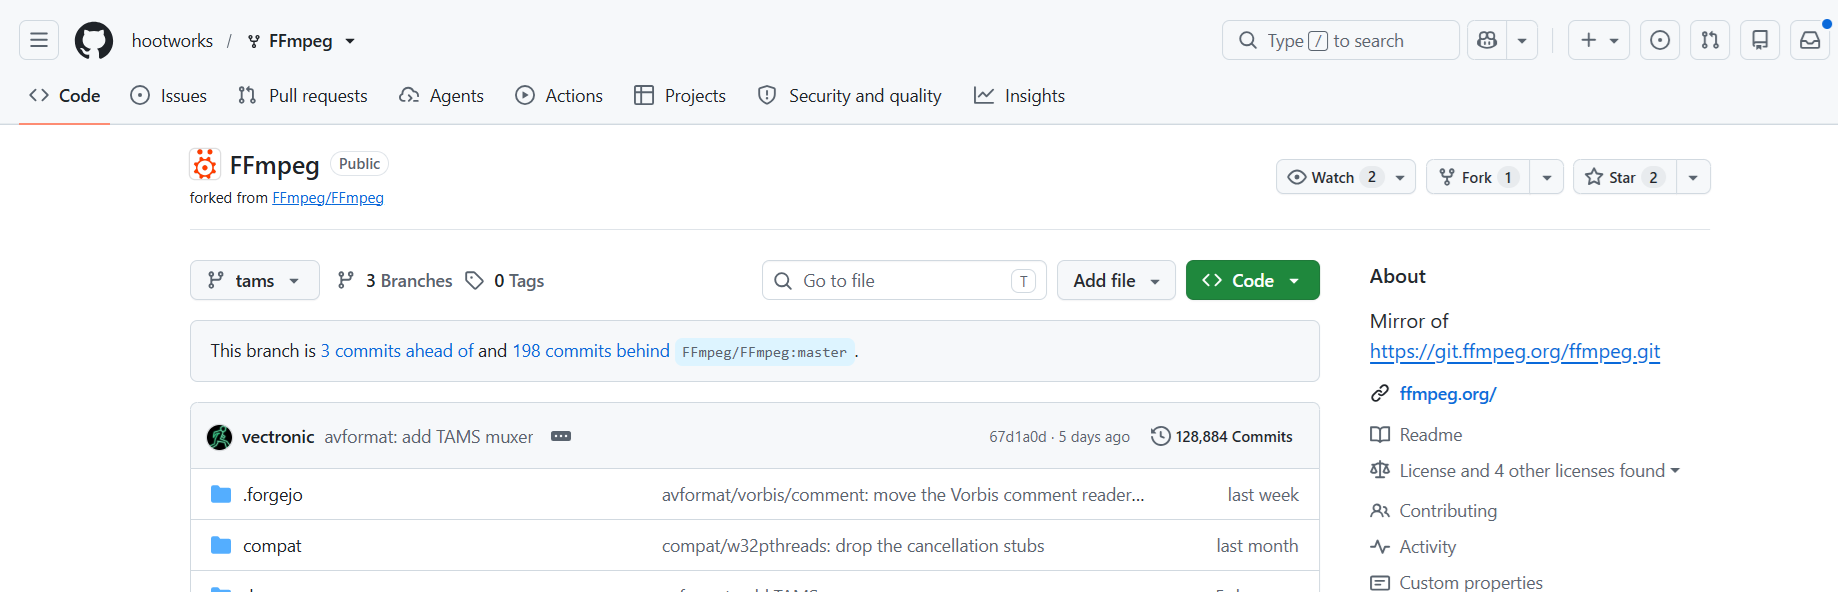 hootworks / FFmpeg
Type / to search
Code Issues Pull requests Agents Actions Projects Security and quality Insights
FFmpeg Public
forked from FFmpeg/FFmpeg
Watch 2 Fork 1 Star 2
tams 3 Branches 0 Tags Go to file T Add file Code
This branch is 3 commits ahead of and 198 commits behind FFmpeg/FFmpeg:master .
vectronic avformat: add TAMS muxer 67d1a0d · 5 days ago 128,884 Commits
.forgejo avformat/vorbis/comment: move the Vorbis comment reader... last week
compat compat/w32pthreads: drop the cancellation stubs last month
About
Mirror of
https://git.ffmpeg.org/ffmpeg.git
ffmpeg.org/
Readme
License and 4 other licenses found
Contributing
Activity
Custom properties